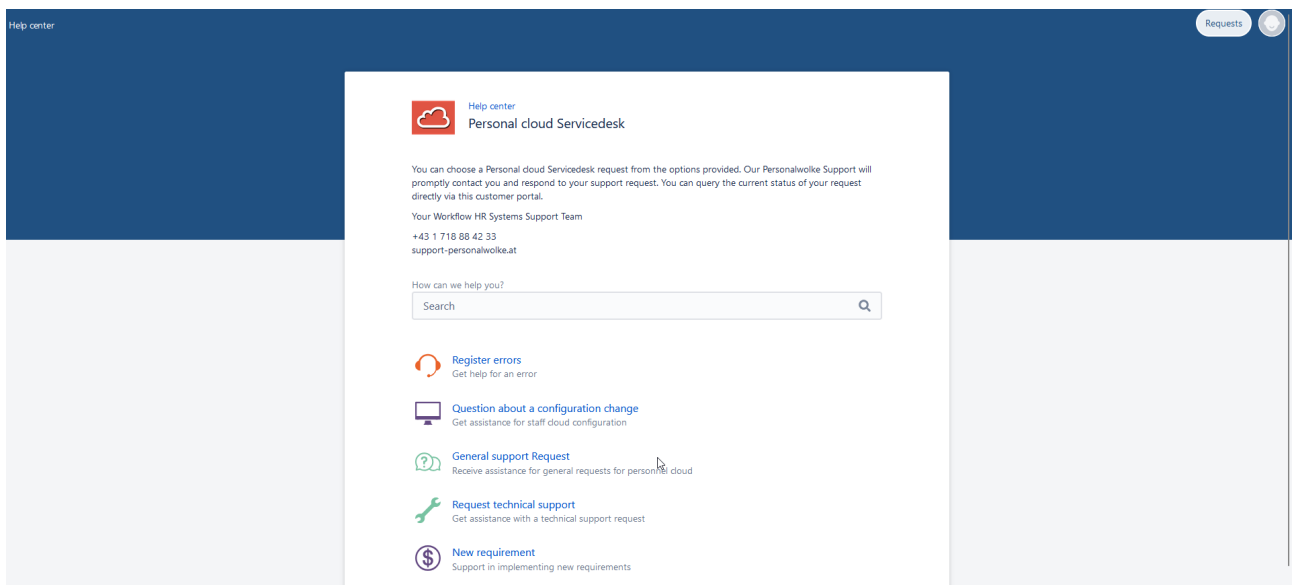 Help center
Requests
Help center
Personal cloud Servicedesk
You can choose a Personal cloud Servicedesk request from the options provided. Our Personalwolke Support will
promptly contact you and respond to your support request. You can query the current status of your request
directly via this customer portal.
Your Workflow HR Systems Support Team
+43 1 718 88 42 33
support-personalwolke.at
How can we help you?
Search
Register errors
Get help for an error
Question about a configuration change
Get assistance for staff cloud configuration
General support Request
Receive assistance for general requests for personnel cloud
Request technical support
Get assistance with a technical support request
New requirement
Support in implementing new requirements